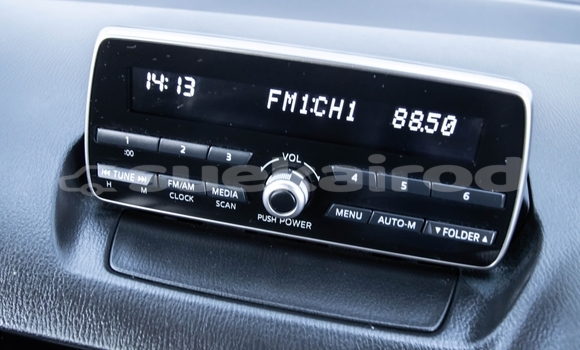 14:13 FM1:CH1 88.50
VOL
1 2 3 4 5 6
:00
⏮ TUNE ⏭ FM/AM MEDIA MENU AUTO-M ▼ FOLDER ▲
H M CLOCK SCAN PUSH POWER
suekairod